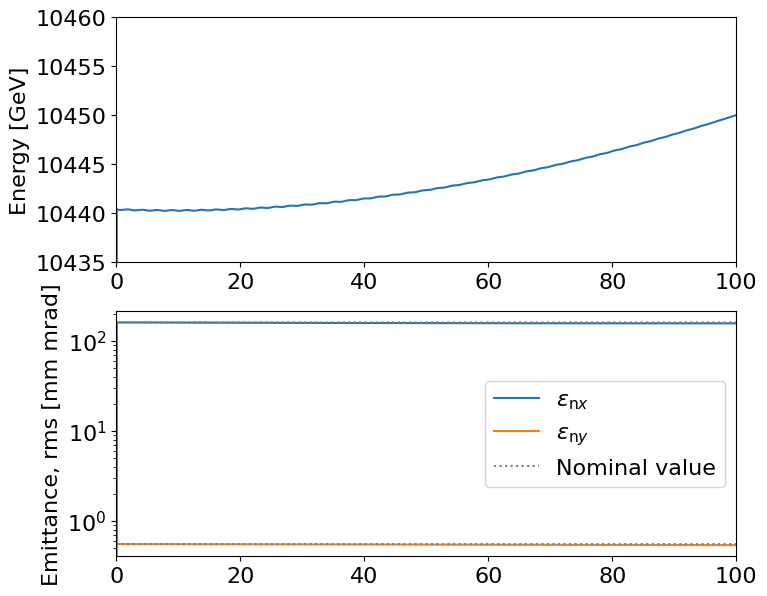 Energy [GeV]
10460
10455
10450
10445
10440
10435
0 20 40 60 80 100
Emittance, rms [mm mrad]
10²
10¹
10⁰
εnx
εny
Nominal value
0 20 40 60 80 100